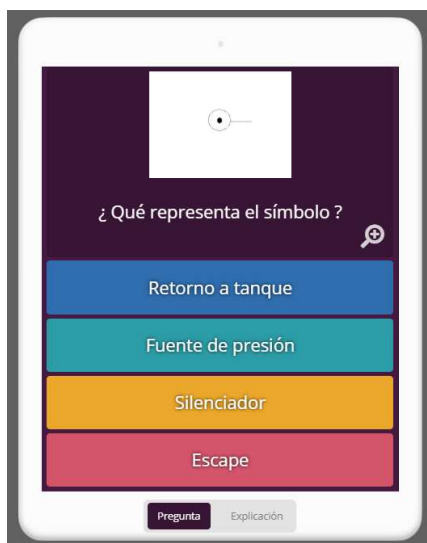 ¿ Qué representa el símbolo ?
Retorno a tanque
Fuente de presión
Silenciador
Escape
Pregunta
Explicación